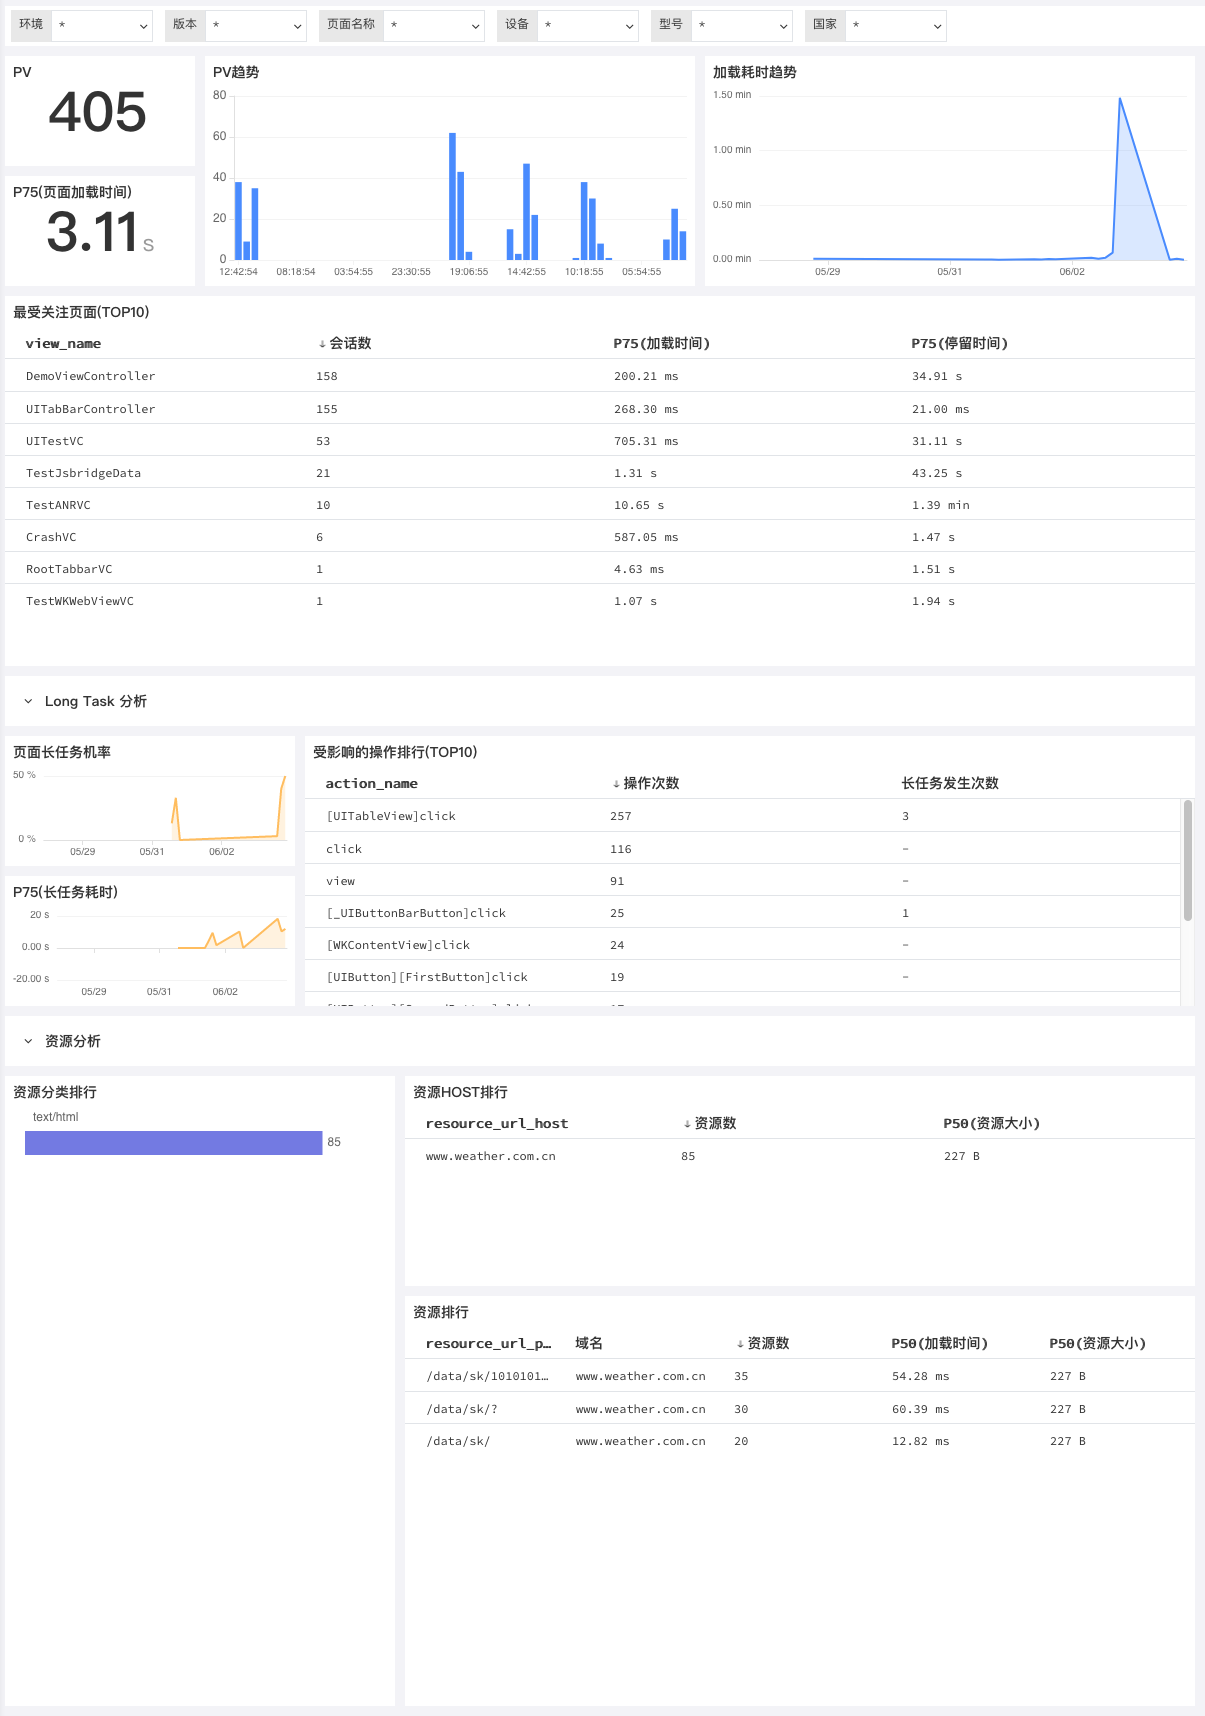 环境 * 版本 * 页面名称 * 设备 * 型号 * 国家 *
PV
405
P75(页面加载时间)
3.11 S
PV趋势
80
60
40
20
0
12:42:54 08:18:54 03:54:55 23:30:55 19:06:55 14:42:55 10:18:55 05:54:55
加载耗时趋势
1.50 min
1.00 min
0.50 min
0.00 min
05/29 05/31 06/02
最受关注页面(TOP10)
view_name ↓会话数 P75(加载时间) P75(停留时间)
DemoViewController 158 200.21 ms 34.91 s
UITabBarController 155 268.30 ms 21.00 ms
UITestVC 53 705.31 ms 31.11 s
TestJsbridgeData 21 1.31 s 43.25 s
TestANRVC 10 10.65 s 1.39 min
CrashVC 6 587.05 ms 1.47 s
RootTabbarVC 1 4.63 ms 1.51 s
TestWKWebViewVC 1 1.07 s 1.94 s
Long Task 分析
页面长任务机率
50 %
0 %
05/29 05/31 06/02
P75(长任务耗时)
20 s
0.00 s
-20.00 s
05/29 05/31 06/02
受影响的操作排行(TOP10)
action_name ↓操作次数 长任务发生次数
[UITableView]click 257 3
click 116 -
view 91 -
[_UIButtonBarButton]click 25 1
[WKContentView]click 24 -
[UIButton][FirstButton]click 19 -
资源分析
资源分类排行
text/html
85
资源HOST排行
resource_url_host ↓资源数 P50(资源大小)
www.weather.com.cn 85 227 B
资源排行
resource_url_p… 域名 ↓资源数 P50(加载时间) P50(资源大小)
/data/sk/1010101… www.weather.com.cn 35 54.28 ms 227 B
/data/sk/? www.weather.com.cn 30 60.39 ms 227 B
/data/sk/ www.weather.com.cn 20 12.82 ms 227 B